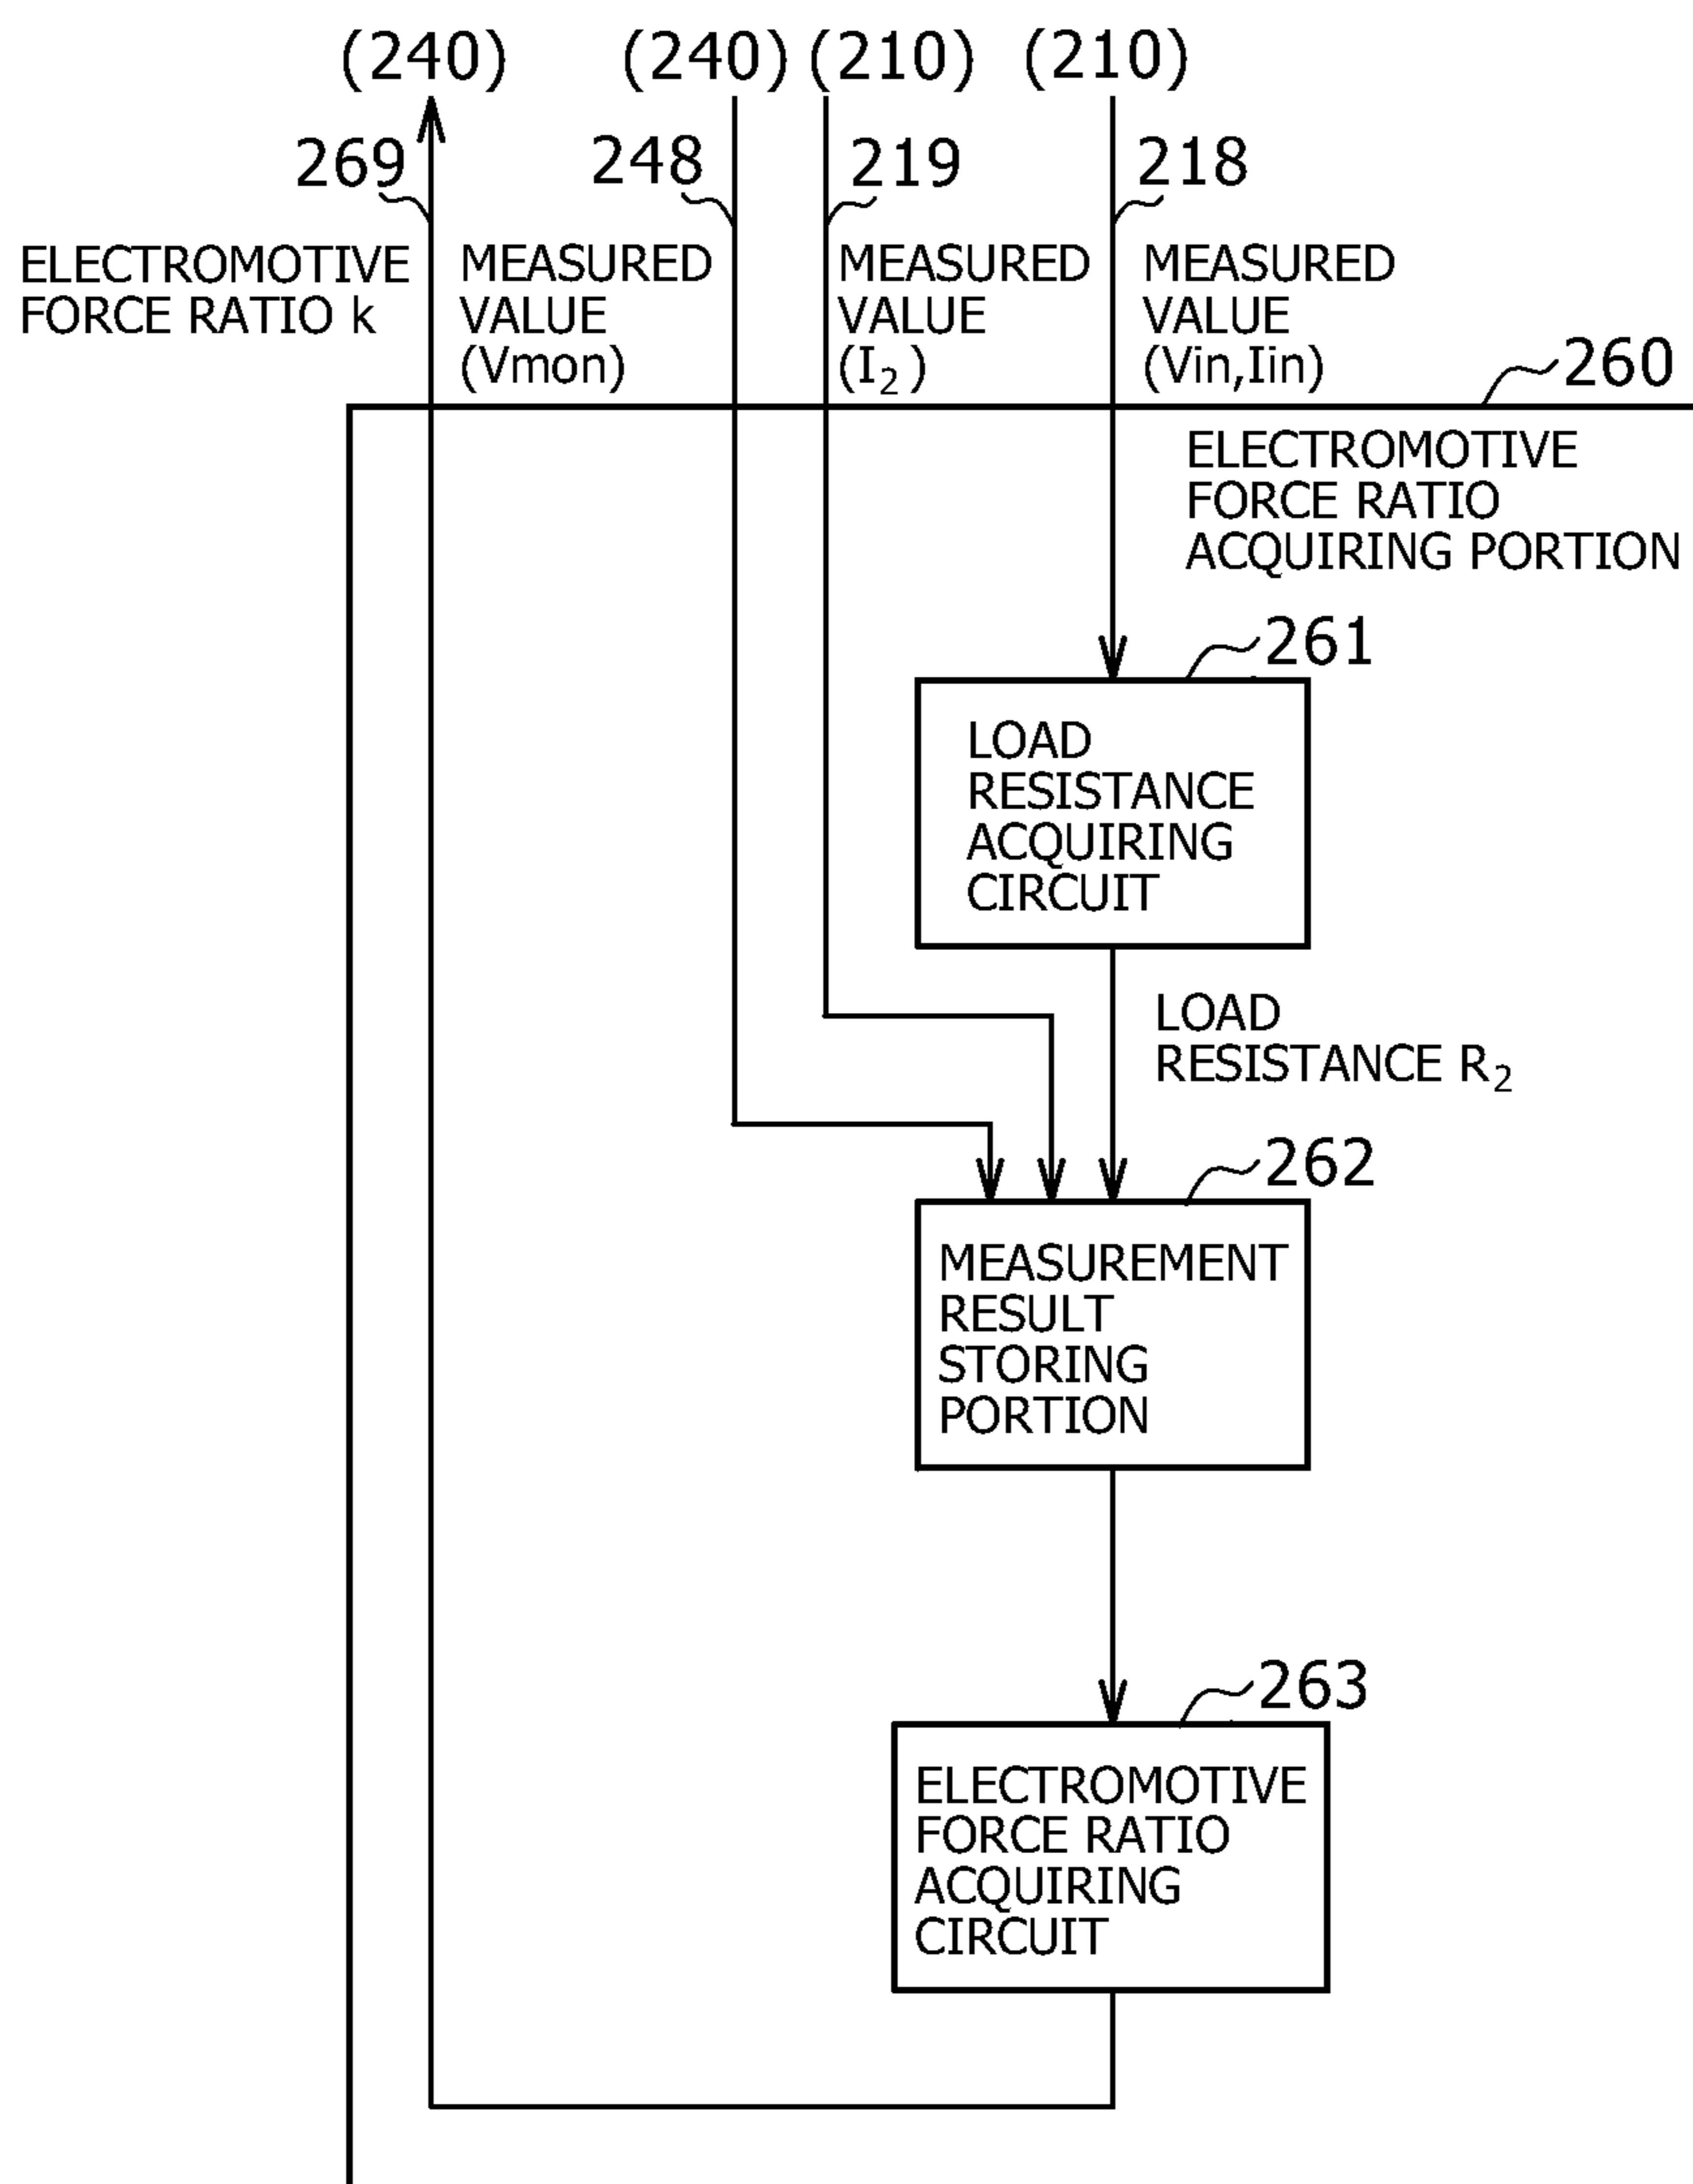 (240) (240) (210) (210)
269 248 219 218
ELECTROMOTIVE
FORCE RATIO k
MEASURED
VALUE
(Vmon)
MEASURED
VALUE
(I₂)
MEASURED
VALUE
(Vin,Iin)
260
ELECTROMOTIVE
FORCE RATIO
ACQUIRING PORTION
261
LOAD
RESISTANCE
ACQUIRING
CIRCUIT
LOAD
RESISTANCE R₂
262
MEASUREMENT
RESULT
STORING
PORTION
263
ELECTROMOTIVE
FORCE RATIO
ACQUIRING
CIRCUIT